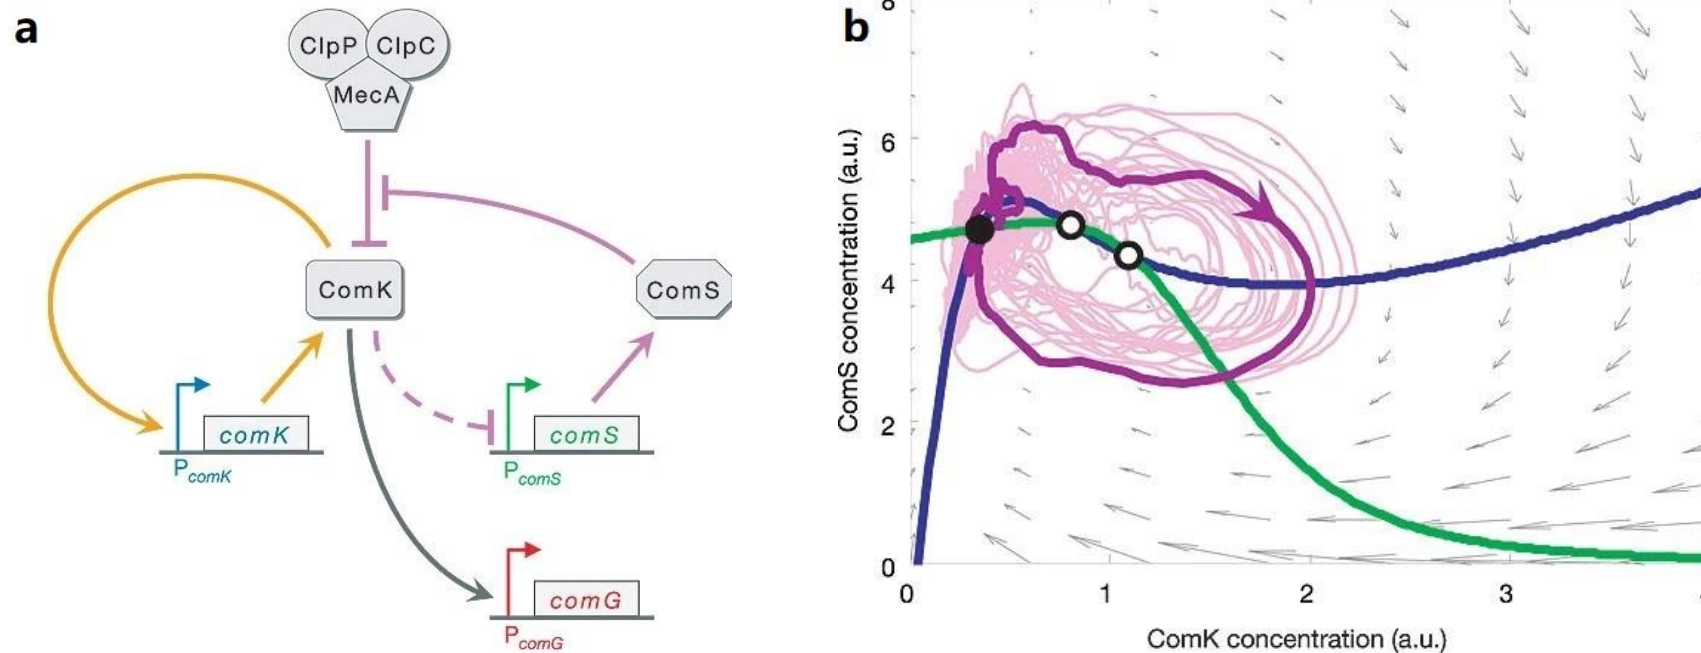 a
ClpP ClpC
MecA
ComK
ComS
comK
comS
PcomK
PcomS
comG
PcomG
b
8
6
4
2
0
ComS concentration (a.u.)
0 1 2 3
ComK concentration (a.u.)